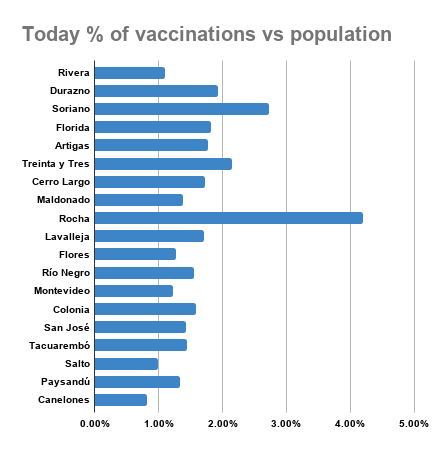 Today % of vaccinations vs population
Rivera
Durazno
Soriano
Florida
Artigas
Treinta y Tres
Cerro Largo
Maldonado
Rocha
Lavalleja
Flores
Río Negro
Montevideo
Colonia
San José
Tacuarembó
Salto
Paysandú
Canelones
0.00% 1.00% 2.00% 3.00% 4.00% 5.00%